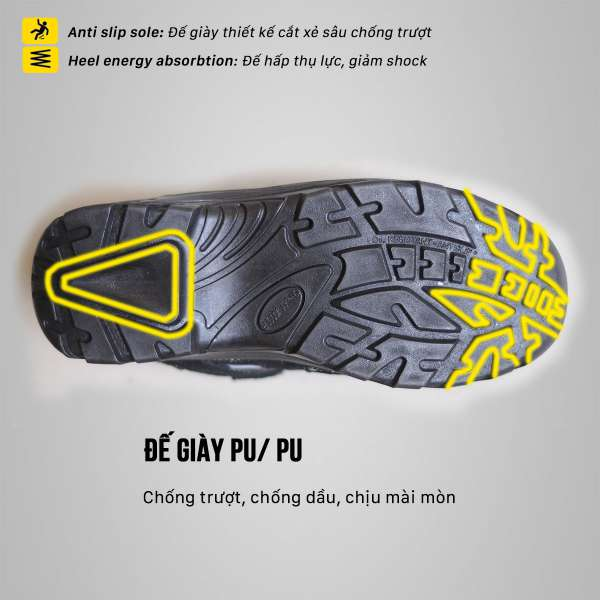 Anti slip sole: Đế giày thiết kế cắt xẻ sâu chống trượt
Heel energy absorbtion: Đế hấp thụ lực, giảm shock
ĐẾ GIÀY PU/ PU
Chống trượt, chống dầu, chịu mài mòn